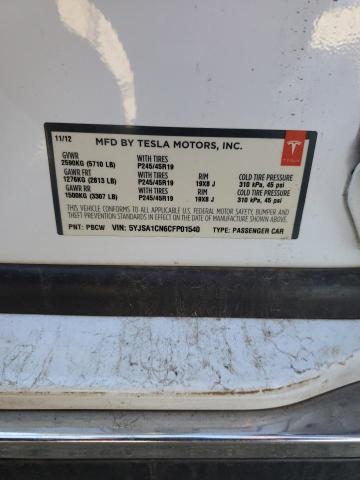 11/12
MFD BY TESLA MOTORS, INC.
TESLA
GVWR WITH TIRES
2590KG (5710 LB) P245/45R19
GAWR FRT WITH TIRES RIM COLD TIRE PRESSURE
1276KG (2813 LB) P245/45R19 19X8 J 310 kPa, 45 psi
GAWR RR WITH TIRES RIM COLD TIRE PRESSURE
1500KG (3307 LB) P245/45R19 19X8 J 310 kPa, 45 psi
THIS VEHICLE CONFORMS TO ALL APPLICABLE U.S. FEDERAL MOTOR VEHICLE SAFETY, BUMPER AND
THEFT PREVENTION STANDARDS IN EFFECT ON THE DATE OF MANUFACTURE SHOWN ABOVE.
PNT: PBCW VIN: 5YJSA1CN6CFP01540 TYPE: PASSENGER CAR